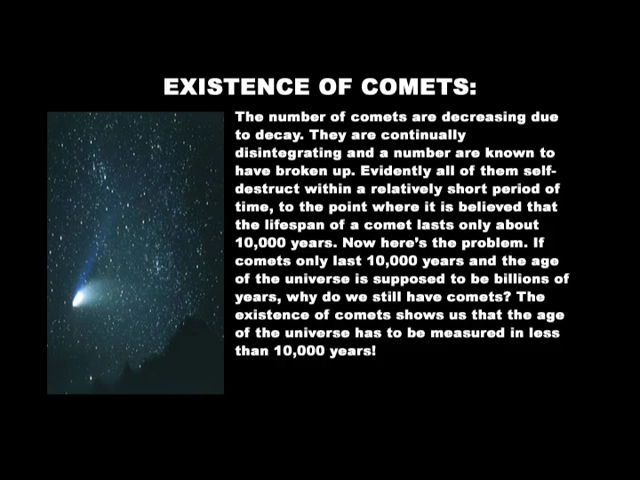 EXISTENCE OF COMETS:
The number of comets are decreasing due
to decay. They are continually
disintegrating and a number are known to
have broken up. Evidently all of them self-
destruct within a relatively short period of
time, to the point where it is believed that
the lifespan of a comet lasts only about
10,000 years. Now here's the problem. If
comets only last 10,000 years and the age
of the universe is supposed to be billions of
years, why do we still have comets? The
existence of comets shows us that the age
of the universe has to be measured in less
than 10,000 years!